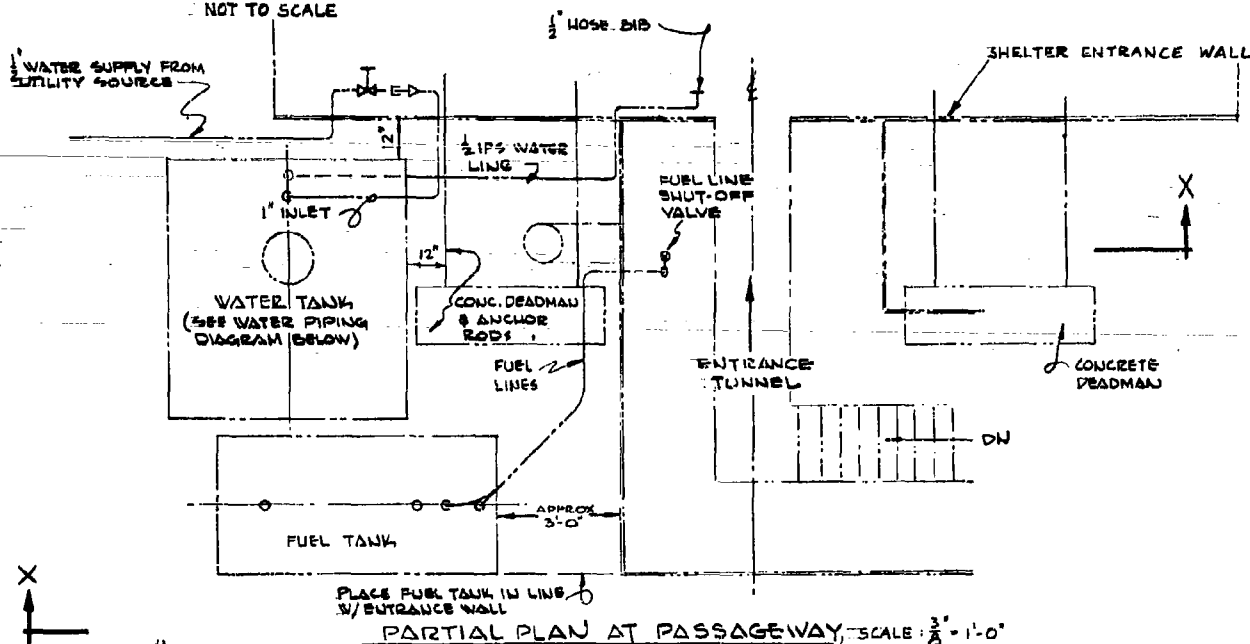 NOT TO SCALE
1/2" HOSE BIB
SHELTER ENTRANCE WALL
WATER SUPPLY FROM
UTILITY SOURCE
12"
1/2 IPS WATER
LINE
FUEL LINE
SHUT-OFF
VALVE
X
1" INLET
12"
WATER TANK
(SEE WATER PIPING
DIAGRAM BELOW)
CONC. DEADMAN
& ANCHOR
RODS
FUEL
LINES
ENTRANCE
TUNNEL
CONCRETE
DEADMAN
DN
APPROX
3'-0"
FUEL TANK
X
PLACE FUEL TANK IN LINE
W/ ENTRANCE WALL
PARTIAL PLAN AT PASSAGEWAY, SCALE: 3/8" = 1'-0"